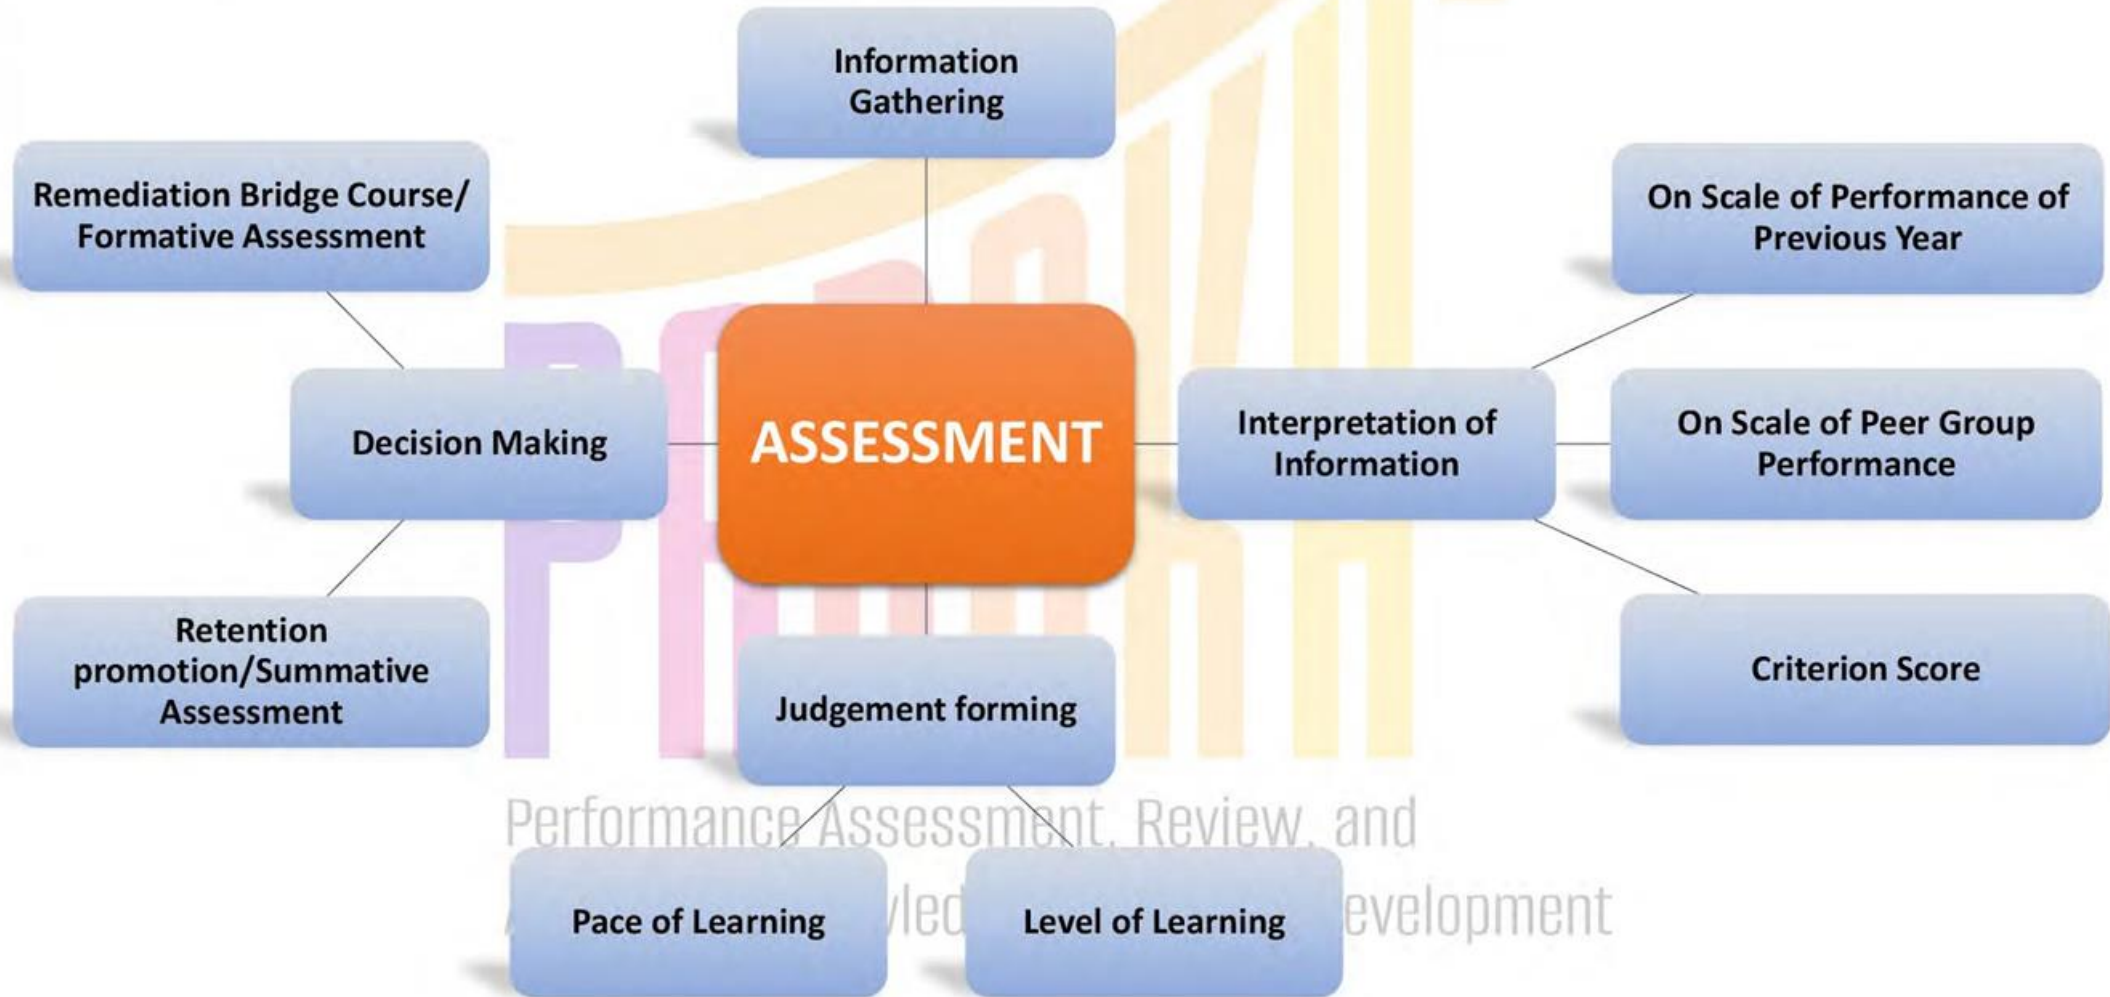 Information
Gathering
Remediation Bridge Course/
Formative Assessment
On Scale of Performance of
Previous Year
Decision Making
ASSESSMENT
Interpretation of
Information
On Scale of Peer Group
Performance
Retention
promotion/Summative
Assessment
Judgement forming
Criterion Score
Performance Assessment, Review, and
Pace of Learning
Level of Learning